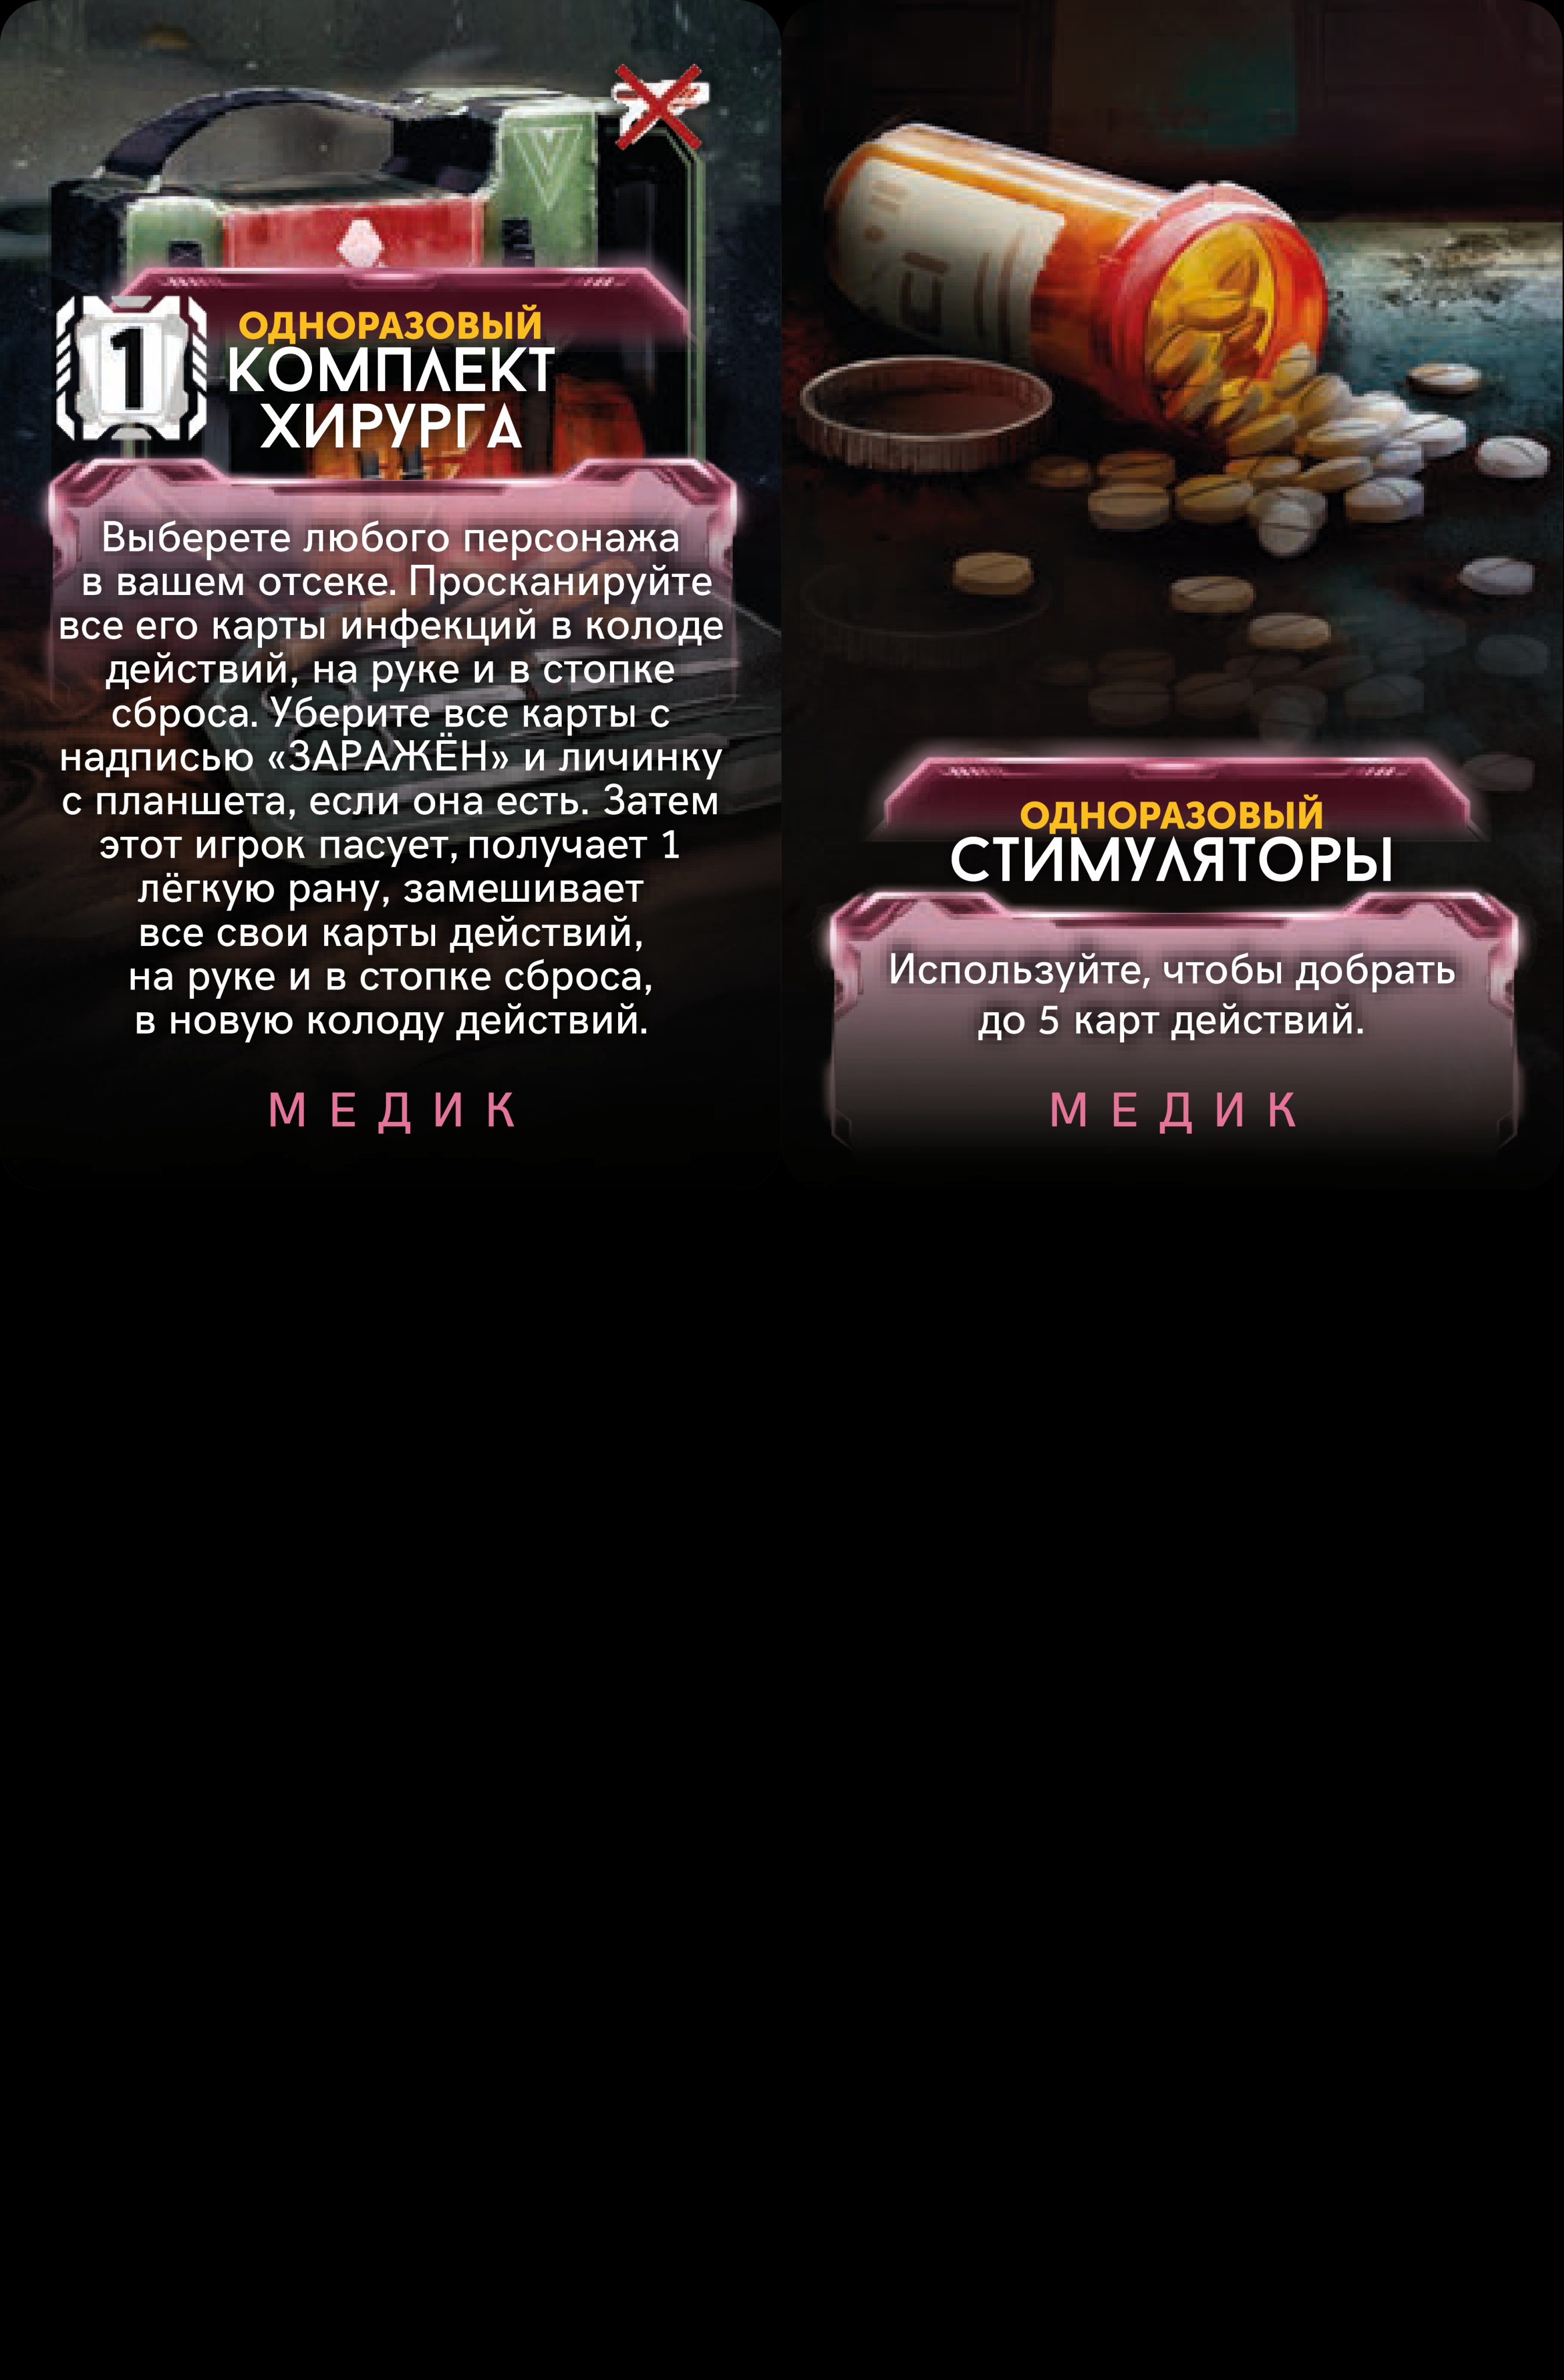 1
ОДНОРАЗОВЫЙ
КОМПЛЕКТ
ХИРУРГА
Выберете любого персонажа
в вашем отсеке. Просканируйте
все его карты инфекций в колоде
действий, на руке и в стопке
сброса. Уберите все карты с
надписью «ЗАРАЖЁН» и личинку
с планшета, если она есть. Затем
этот игрок пасует, получает 1
лёгкую рану, замешивает
все свои карты действий,
на руке и в стопке сброса,
в новую колоду действий.
МЕДИК
ОДНОРАЗОВЫЙ
СТИМУЛЯТОРЫ
Используйте, чтобы добрать
до 5 карт действий.
МЕДИК